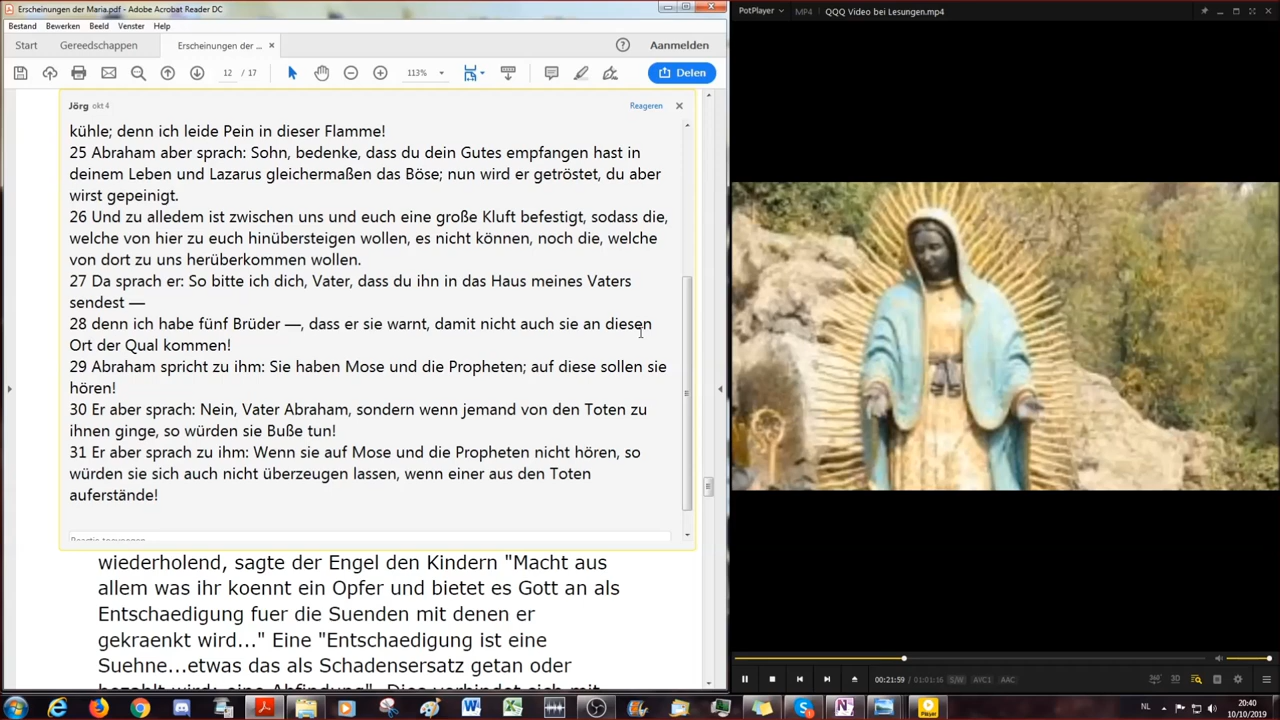 Erscheinungen der Maria.pdf - Adobe Acrobat Reader DC
Bestand Bewerken Beeld Venster Help
Start Gereedschappen Erscheinungen der ... × ? Aanmelden
12 / 17 113% Delen
Jörg okt 4 Reageren
kühle; denn ich leide Pein in dieser Flamme!
25 Abraham aber sprach: Sohn, bedenke, dass du dein Gutes empfangen hast in
deinem Leben und Lazarus gleichermaßen das Böse; nun wird er getröstet, du aber
wirst gepeinigt.
26 Und zu alledem ist zwischen uns und euch eine große Kluft befestigt, sodass die,
welche von hier zu euch hinübersteigen wollen, es nicht können, noch die, welche
von dort zu uns herüberkommen wollen.
27 Da sprach er: So bitte ich dich, Vater, dass du ihn in das Haus meines Vaters
sendest —
28 denn ich habe fünf Brüder —, dass er sie warnt, damit nicht auch sie an diesen
Ort der Qual kommen!
29 Abraham spricht zu ihm: Sie haben Mose und die Propheten; auf diese sollen sie
hören!
30 Er aber sprach: Nein, Vater Abraham, sondern wenn jemand von den Toten zu
ihnen ginge, so würden sie Buße tun!
31 Er aber sprach zu ihm: Wenn sie auf Mose und die Propheten nicht hören, so
würden sie sich auch nicht überzeugen lassen, wenn einer aus den Toten
auferstände!
wiederholend, sagte der Engel den Kindern "Macht aus
allem was ihr koennt ein Opfer und bietet es Gott an als
Entschaedigung fuer die Suenden mit denen er
gekraenkt wird..." Eine "Entschaedigung ist eine
Suehne...etwas das als Schadensersatz getan oder
PotPlayer MP4 QQQ Video bei Lesungen.mp4
00:21:59 / 01:01:16 S/W AVC1 AAC
360° 3D
NL 20:40
10/10/2019